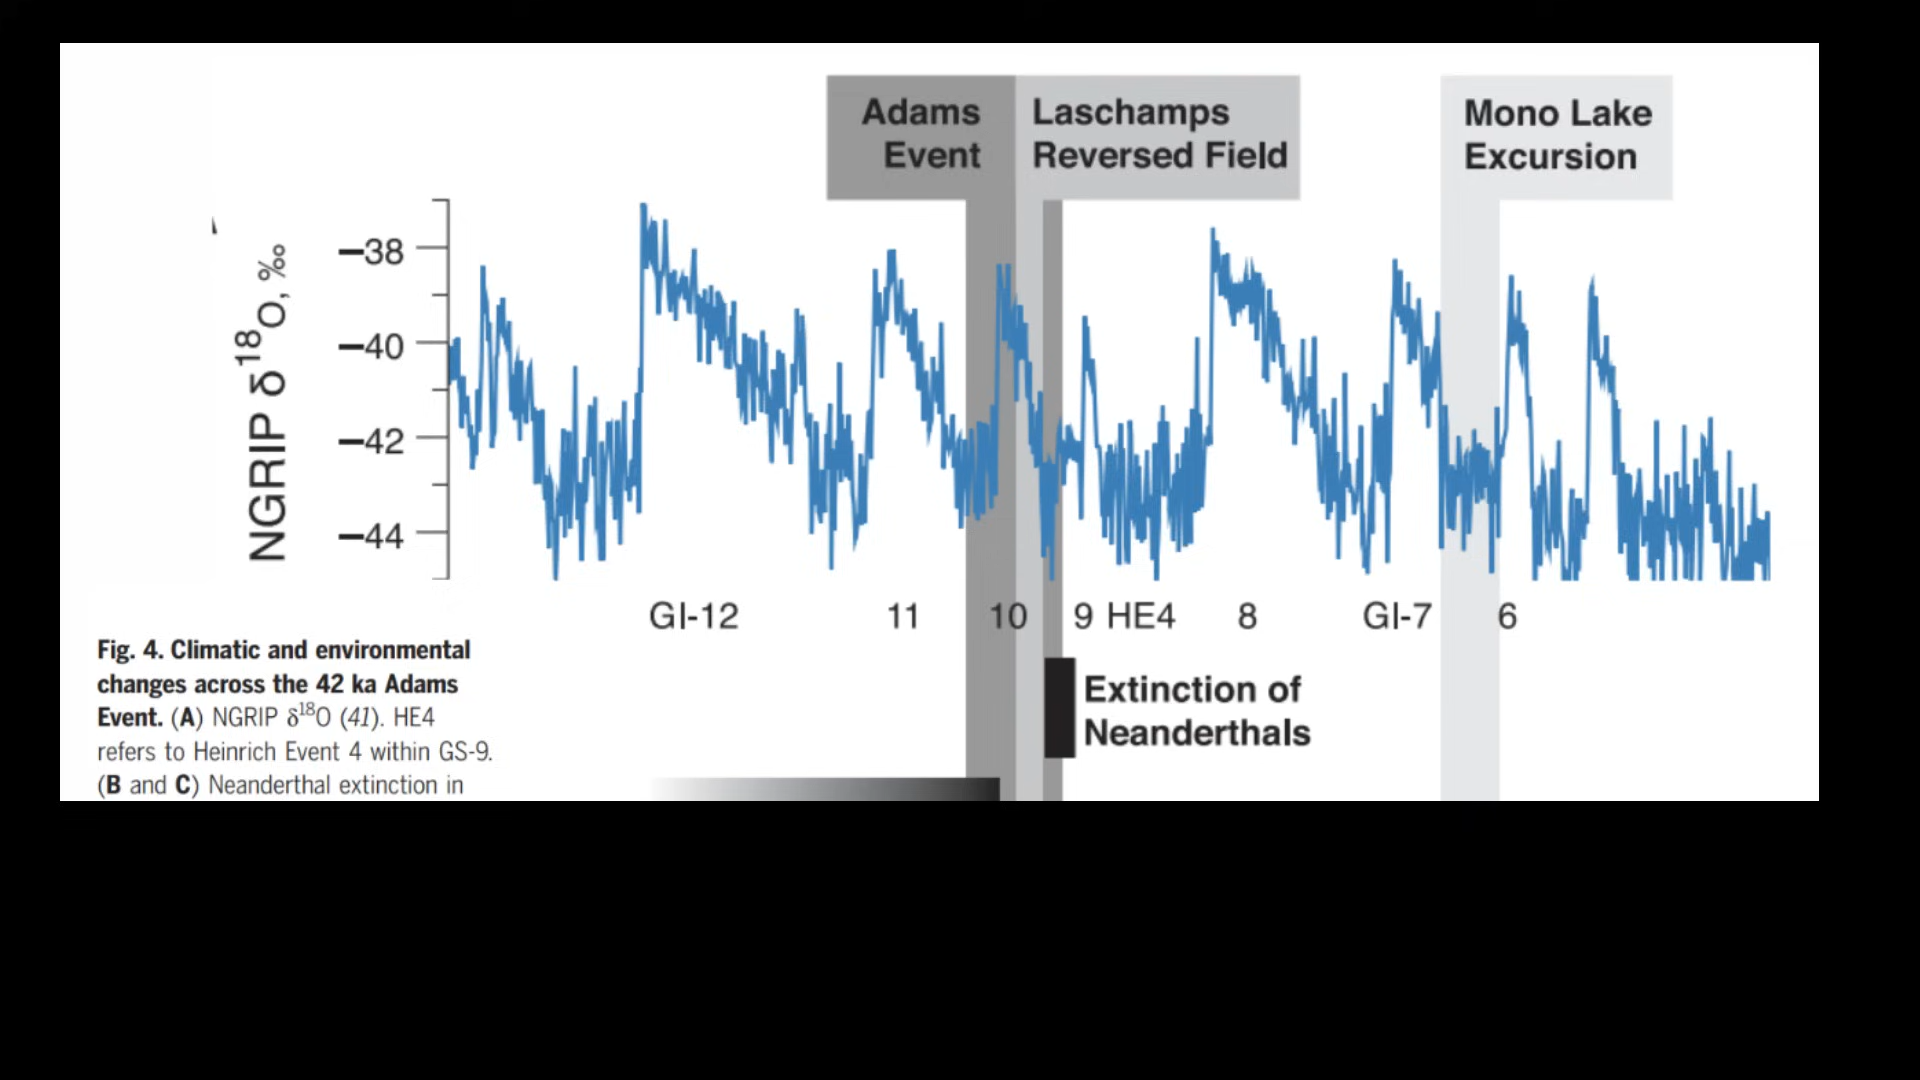 Adams
Event
Laschamps
Reversed Field
Mono Lake
Excursion
NGRIP δ18O, ‰
–38
–40
–42
–44
GI-12
11
10
9
HE4
8
GI-7
6
Extinction of
Neanderthals
Fig. 4. Climatic and environmental
changes across the 42 ka Adams
Event. (A) NGRIP δ18O (41). HE4
refers to Heinrich Event 4 within GS-9.
(B and C) Neanderthal extinction in